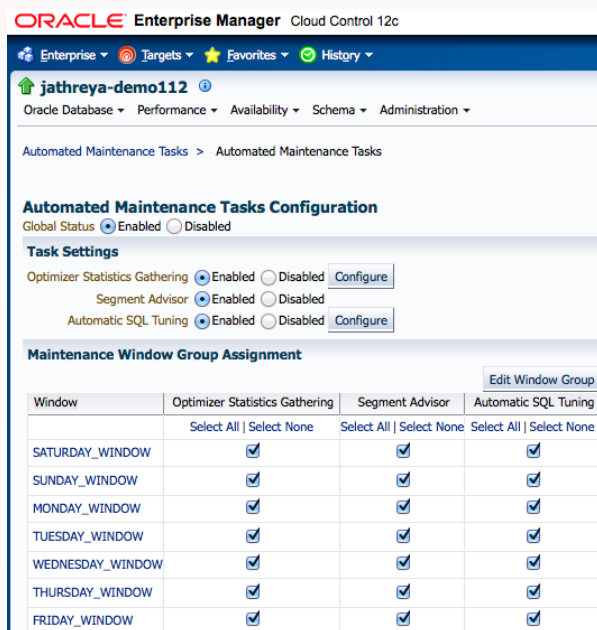 ORACLE Enterprise Manager Cloud Control 12c
Enterprise Targets Favorites History
jathreya-demo112
Oracle Database Performance Availability Schema Administration
Automated Maintenance Tasks > Automated Maintenance Tasks
Automated Maintenance Tasks Configuration
Global Status Enabled Disabled
Task Settings
Optimizer Statistics Gathering Enabled Disabled Configure
Segment Advisor Enabled Disabled
Automatic SQL Tuning Enabled Disabled Configure
Maintenance Window Group Assignment
Edit Window Group
Window Optimizer Statistics Gathering Segment Advisor Automatic SQL Tuning
Select All | Select None Select All | Select None Select All | Select None
SATURDAY_WINDOW
SUNDAY_WINDOW
MONDAY_WINDOW
TUESDAY_WINDOW
WEDNESDAY_WINDOW
THURSDAY_WINDOW
FRIDAY_WINDOW